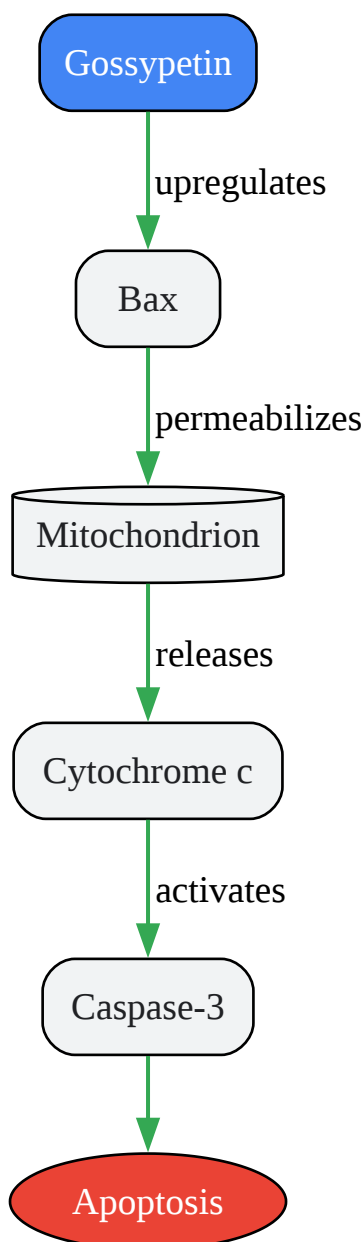 Gossypetin
upregulates
Bax
permeabilizes
Mitochondrion
releases
Cytochrome c
activates
Caspase-3
Apoptosis